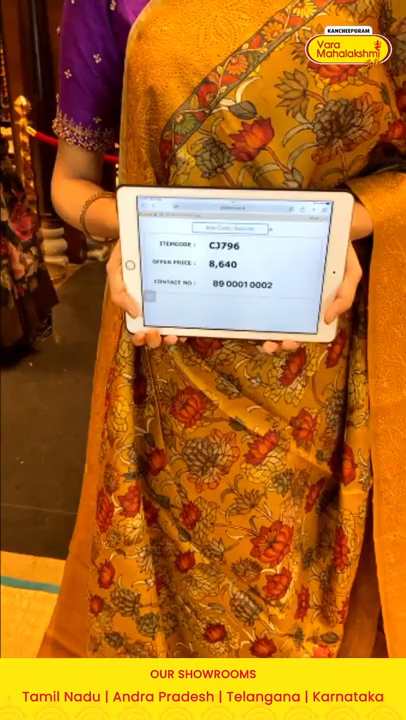 KANCHEEPURAM
Vara
Mahalakshmi
Silks
ITEMCODE : CJ796
OFFER PRICE : 8,640
CONTACT NO : 89 0001 0002
OUR SHOWROOMS
Tamil Nadu | Andra Pradesh | Telangana | Karnataka